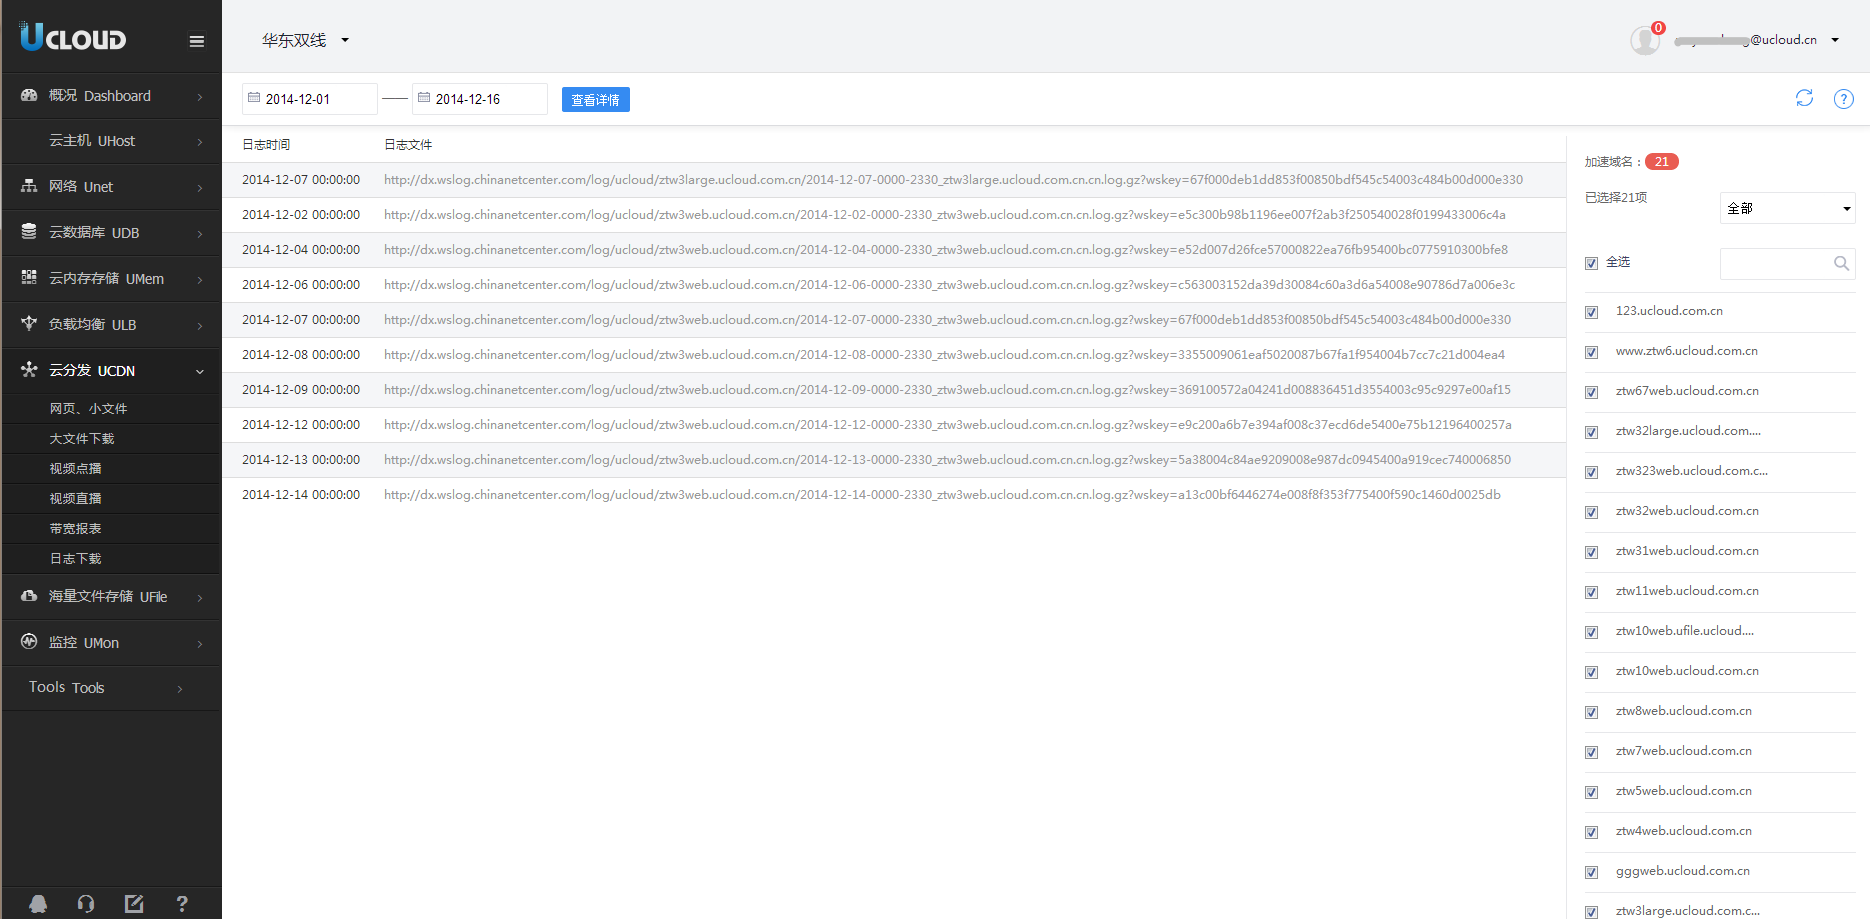 UCLOUD
概况 Dashboard
云主机 UHost
网络 Unet
云数据库 UDB
云内存存储 UMem
负载均衡 ULB
云分发 UCDN
网页、小文件
大文件下载
视频点播
视频直播
带宽报表
日志下载
海量文件存储 UFile
监控 UMon
Tools Tools
华东双线
0
@ucloud.cn
2014-12-01
2014-12-16
查看详情
日志时间 日志文件
2014-12-07 00:00:00 http://dx.wslog.chinanetcenter.com/log/ucloud/ztw3large.ucloud.com.cn/2014-12-07-0000-2330_ztw3large.ucloud.com.cn.cn.log.gz?wskey=67f000deb1dd853f00850bdf545c54003c484b00d000e330
2014-12-02 00:00:00 http://dx.wslog.chinanetcenter.com/log/ucloud/ztw3web.ucloud.com.cn/2014-12-02-0000-2330_ztw3web.ucloud.com.cn.cn.log.gz?wskey=e5c300b98b1196ee007f2ab3f250540028f0199433006c4a
2014-12-04 00:00:00 http://dx.wslog.chinanetcenter.com/log/ucloud/ztw3web.ucloud.com.cn/2014-12-04-0000-2330_ztw3web.ucloud.com.cn.cn.log.gz?wskey=e52d007d26fce57000822ea76fb95400bc0775910300bfe8
2014-12-06 00:00:00 http://dx.wslog.chinanetcenter.com/log/ucloud/ztw3web.ucloud.com.cn/2014-12-06-0000-2330_ztw3web.ucloud.com.cn.cn.log.gz?wskey=c563003152da39d30084c60a3d6a54008e90786d7a006e3c
2014-12-07 00:00:00 http://dx.wslog.chinanetcenter.com/log/ucloud/ztw3web.ucloud.com.cn/2014-12-07-0000-2330_ztw3web.ucloud.com.cn.cn.log.gz?wskey=67f000deb1dd853f00850bdf545c54003c484b00d000e330
2014-12-08 00:00:00 http://dx.wslog.chinanetcenter.com/log/ucloud/ztw3web.ucloud.com.cn/2014-12-08-0000-2330_ztw3web.ucloud.com.cn.cn.log.gz?wskey=3355009061eaf5020087b67fa1f954004b7cc7c21d004ea4
2014-12-09 00:00:00 http://dx.wslog.chinanetcenter.com/log/ucloud/ztw3web.ucloud.com.cn/2014-12-09-0000-2330_ztw3web.ucloud.com.cn.cn.log.gz?wskey=369100572a04241d008836451d3554003c95c9297e00af15
2014-12-12 00:00:00 http://dx.wslog.chinanetcenter.com/log/ucloud/ztw3web.ucloud.com.cn/2014-12-12-0000-2330_ztw3web.ucloud.com.cn.cn.log.gz?wskey=e9c200a6b7e394af008c37ecd6de5400e75b12196400257a
2014-12-13 00:00:00 http://dx.wslog.chinanetcenter.com/log/ucloud/ztw3web.ucloud.com.cn/2014-12-13-0000-2330_ztw3web.ucloud.com.cn.cn.log.gz?wskey=5a38004c84ae9209008e987dc0945400a919cec740006850
2014-12-14 00:00:00 http://dx.wslog.chinanetcenter.com/log/ucloud/ztw3web.ucloud.com.cn/2014-12-14-0000-2330_ztw3web.ucloud.com.cn.cn.log.gz?wskey=a13c00bf6446274e008f8f353f775400f590c1460d0025db
加速域名：21
已选择21项
全部
全选
123.ucloud.com.cn
www.ztw6.ucloud.com.cn
ztw67web.ucloud.com.cn
ztw32large.ucloud.com....
ztw323web.ucloud.com.c...
ztw32web.ucloud.com.cn
ztw31web.ucloud.com.cn
ztw11web.ucloud.com.cn
ztw10web.ufile.ucloud....
ztw10web.ucloud.com.cn
ztw8web.ucloud.com.cn
ztw7web.ucloud.com.cn
ztw5web.ucloud.com.cn
ztw4web.ucloud.com.cn
gggweb.ucloud.com.cn
ztw3large.ucloud.com.c...